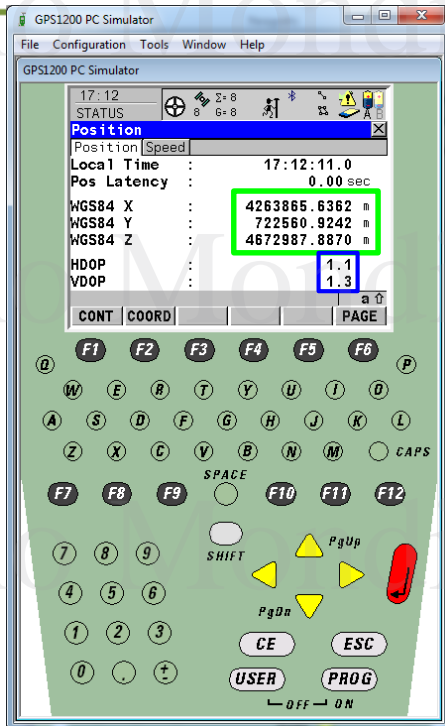 GPS1200 PC Simulator
File Configuration Tools Window Help
GPS1200 PC Simulator
17:12
STATUS
8
Σ= 8
G= 8
A B
Position
Position Speed
Local Time : 17:12:11.0
Pos Latency : 0.00 sec
WGS84 X : 4263865.6362 m
WGS84 Y : 722560.9242 m
WGS84 Z : 4672987.8870 m
HDOP : 1.1
VDOP : 1.3
a
CONT COORD PAGE
F1 F2 F3 F4 F5 F6
Q W E R T Y U I O P
A S D F G H J K L
Z X C V B N M CAPS
SPACE
F7 F8 F9 F10 F11 F12
7 8 9
SHIFT
PgUp
4 5 6
PgDn
1 2 3
CE ESC
0 . ±
USER PROG
OFF ON